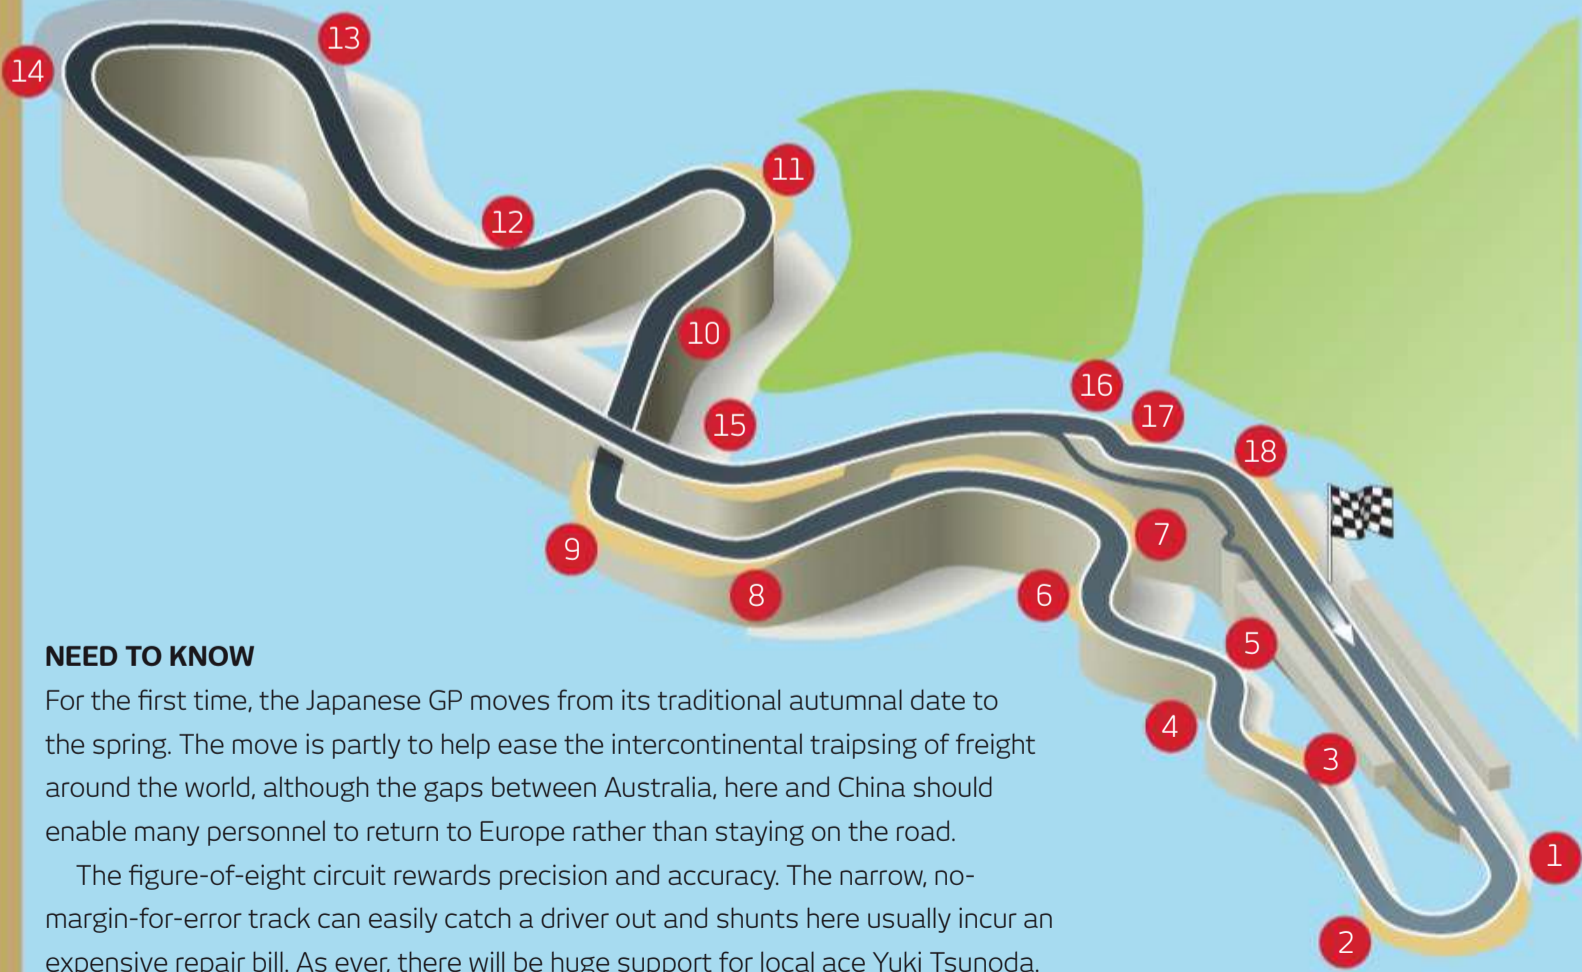 13
14
11
12
10
16
15
17
18
7
9
8
6
5
4
3
1
2
NEED TO KNOW
For the first time, the Japanese GP moves from its traditional autumnal date to
the spring. The move is partly to help ease the intercontinental traipsing of freight
around the world, although the gaps between Australia, here and China should
enable many personnel to return to Europe rather than staying on the road.
The figure-of-eight circuit rewards precision and accuracy. The narrow, no-
margin-for-error track can easily catch a driver out and shunts here usually incur an
expensive repair bill. As ever, there will be huge support for local ace Yuki Tsunoda.